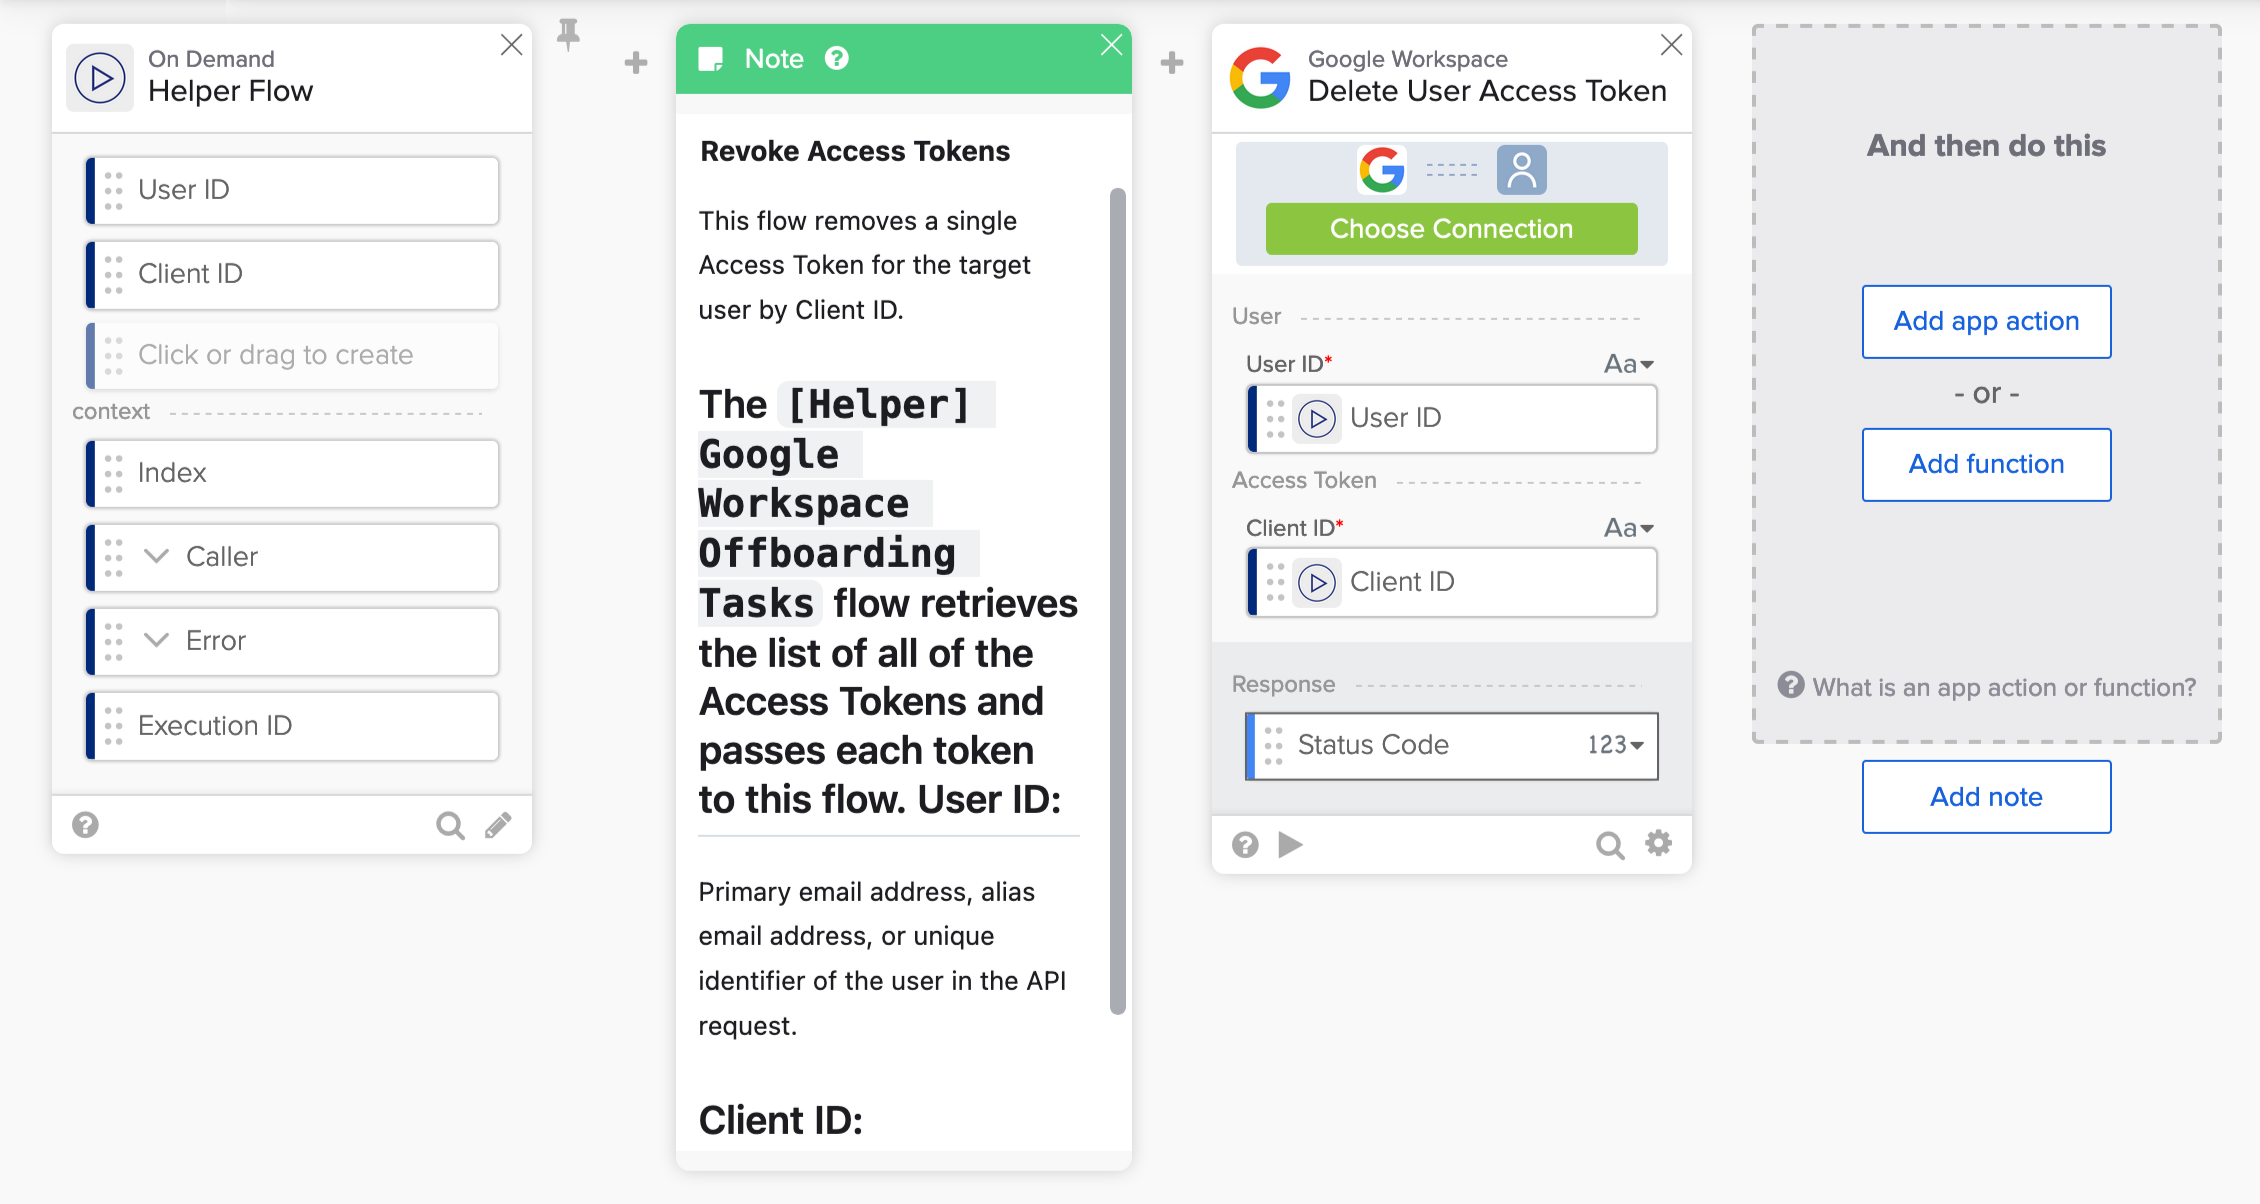 On Demand
Helper Flow
User ID
Client ID
Click or drag to create
context
Index
Caller
Error
Execution ID
Note
Revoke Access Tokens
This flow removes a single
Access Token for the target
user by Client ID.
The [Helper]
Google
Workspace
Offboarding
Tasks flow retrieves
the list of all of the
Access Tokens and
passes each token
to this flow. User ID:
Primary email address, alias
email address, or unique
identifier of the user in the API
request.
Client ID:
Google Workspace
Delete User Access Token
Choose Connection
User
User ID* Aa
User ID
Access Token
Client ID* Aa
Client ID
Response
Status Code 123
And then do this
Add app action
- or -
Add function
What is an app action or function?
Add note